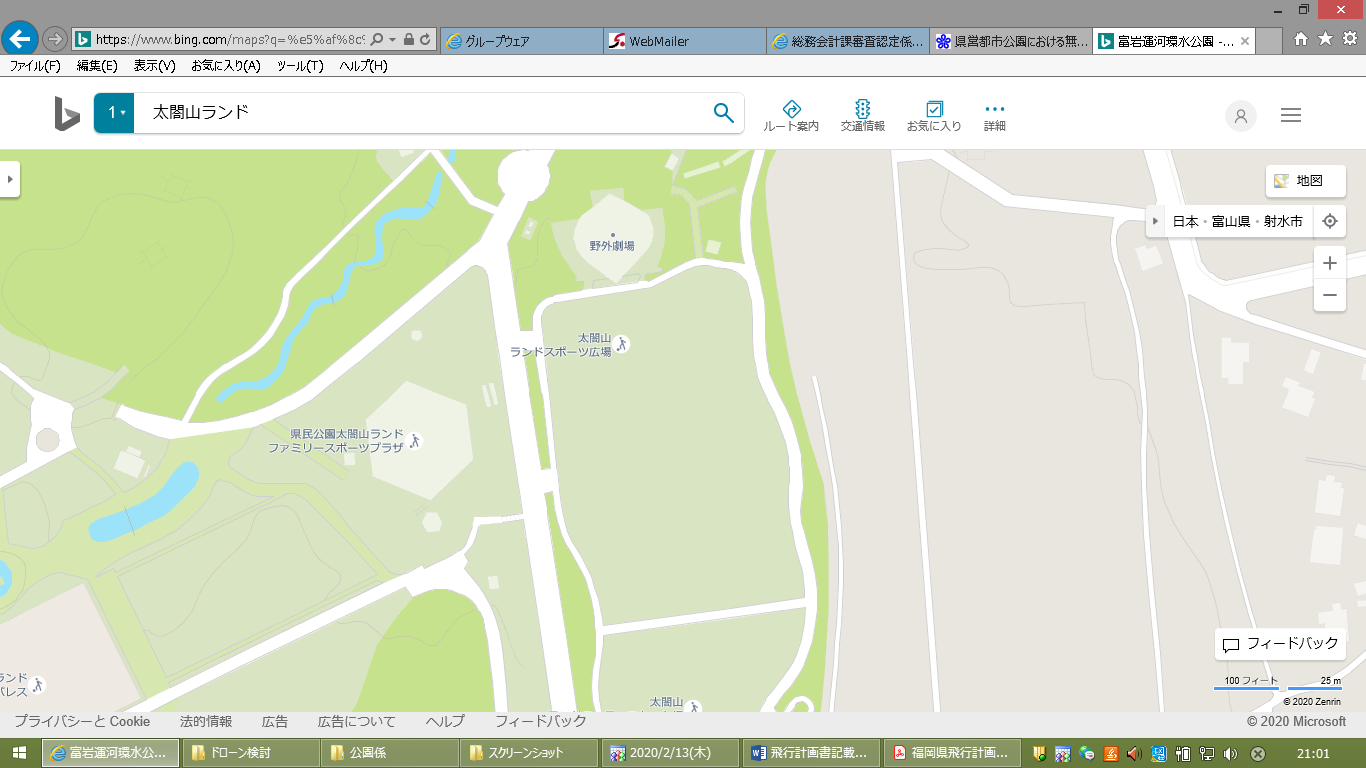 https://www.bing.com/maps?q=%e5%af%8c9
グループウェア
WebMailer
総務会計課審査認定係...
県営都市公園における無...
富岩運河環水公園 - ...
ファイル(F) 編集(E) 表示(V) お気に入り(A) ツール(T) ヘルプ(H)
1 太閤山ランド
ルート案内 交通情報 お気に入り 詳細
地図
日本・富山県・射水市
野外劇場
太閤山
ランドスポーツ広場
県民公園太閤山ランド
ファミリースポーツプラザ
ランド
パレス
太閤山
フィードバック
100 フィート 25 m
© 2020 Zenrin
プライバシーと Cookie 法的情報 広告 広告について ヘルプ フィードバック © 2020 Microsoft
富岩運河環水公... ドローン検討 公園係 スクリーンショット 2020/2/13(木) 飛行計画書記載... 福岡県飛行計画... 21:01